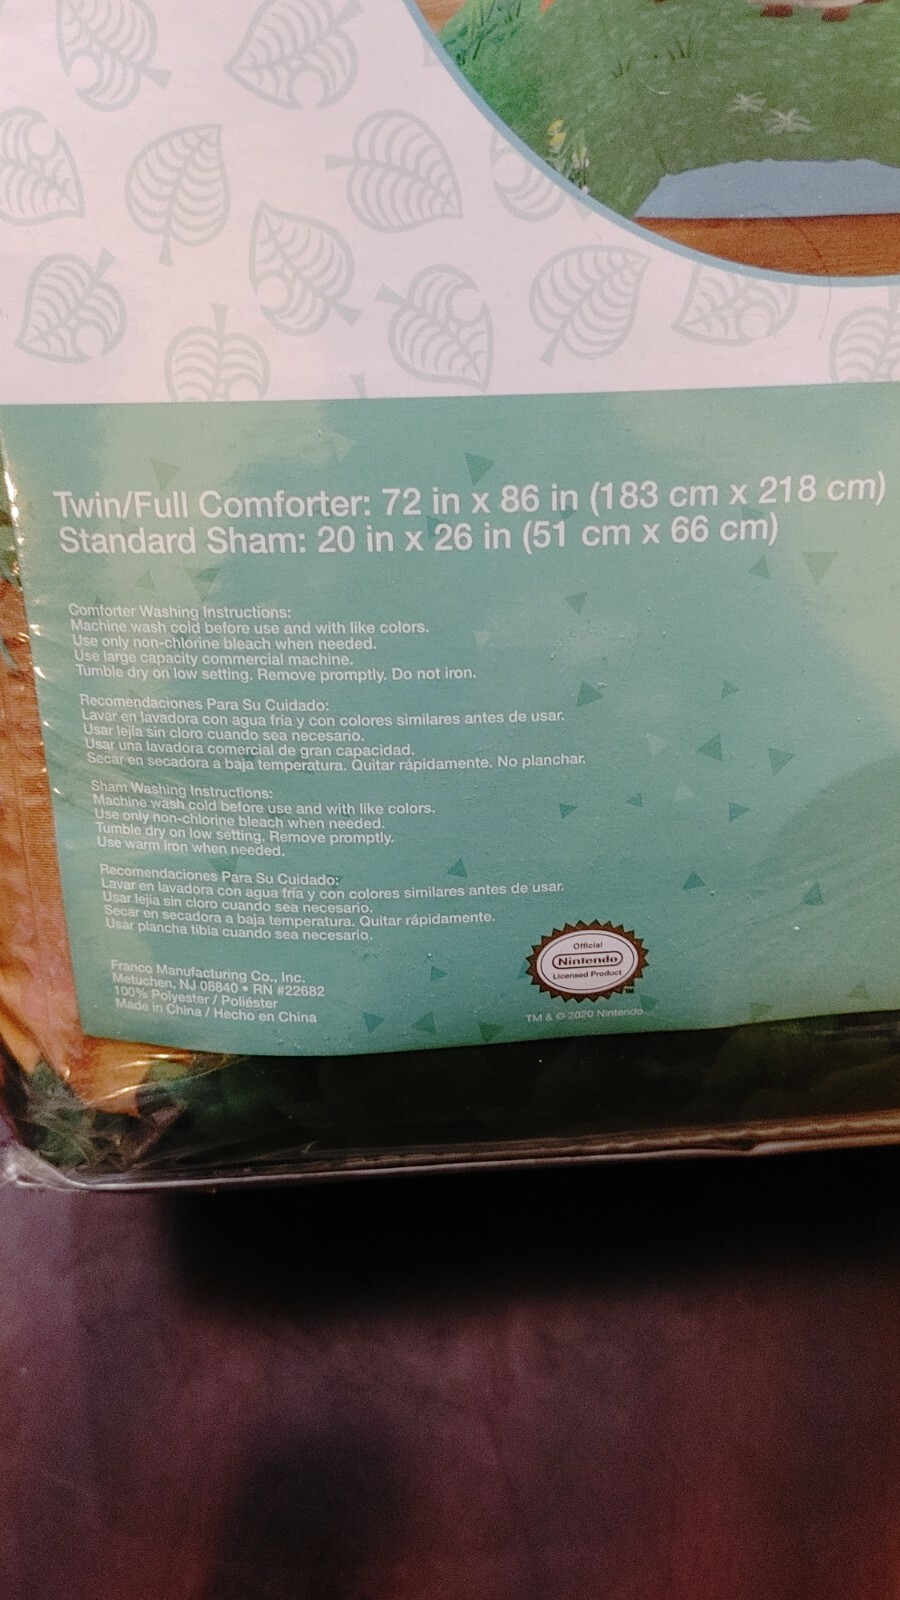 Twin/Full Comforter: 72 in x 86 in (183 cm x 218 cm)
Standard Sham: 20 in x 26 in (51 cm x 66 cm)
Comforter Washing Instructions:
Machine wash cold before use and with like colors.
Use only non-chlorine bleach when needed.
Use large capacity commercial machine.
Tumble dry on low setting. Remove promptly. Do not iron.
Recomendaciones Para Su Cuidado:
Lavar en lavadora con agua fría y con colores similares antes de usar.
Usar lejía sin cloro cuando sea necesario.
Usar una lavadora comercial de gran capacidad.
Secar en secadora a baja temperatura. Quitar rápidamente. No planchar.
Sham Washing Instructions:
Machine wash cold before use and with like colors.
Use only non-chlorine bleach when needed.
Tumble dry on low setting. Remove promptly.
Use warm iron when needed.
Recomendaciones Para Su Cuidado:
Lavar en lavadora con agua fría y con colores similares antes de usar.
Usar lejía sin cloro cuando sea necesario.
Secar en secadora a baja temperatura. Quitar rápidamente.
Usar plancha tibia cuando sea necesario.
Franco Manufacturing Co., Inc.
Metuchen, NJ 08840 • RN #22682
100% Polyester / Poliéster
Made in China / Hecho en China
Official
Nintendo
Licensed Product
TM
TM & © 2020 Nintendo